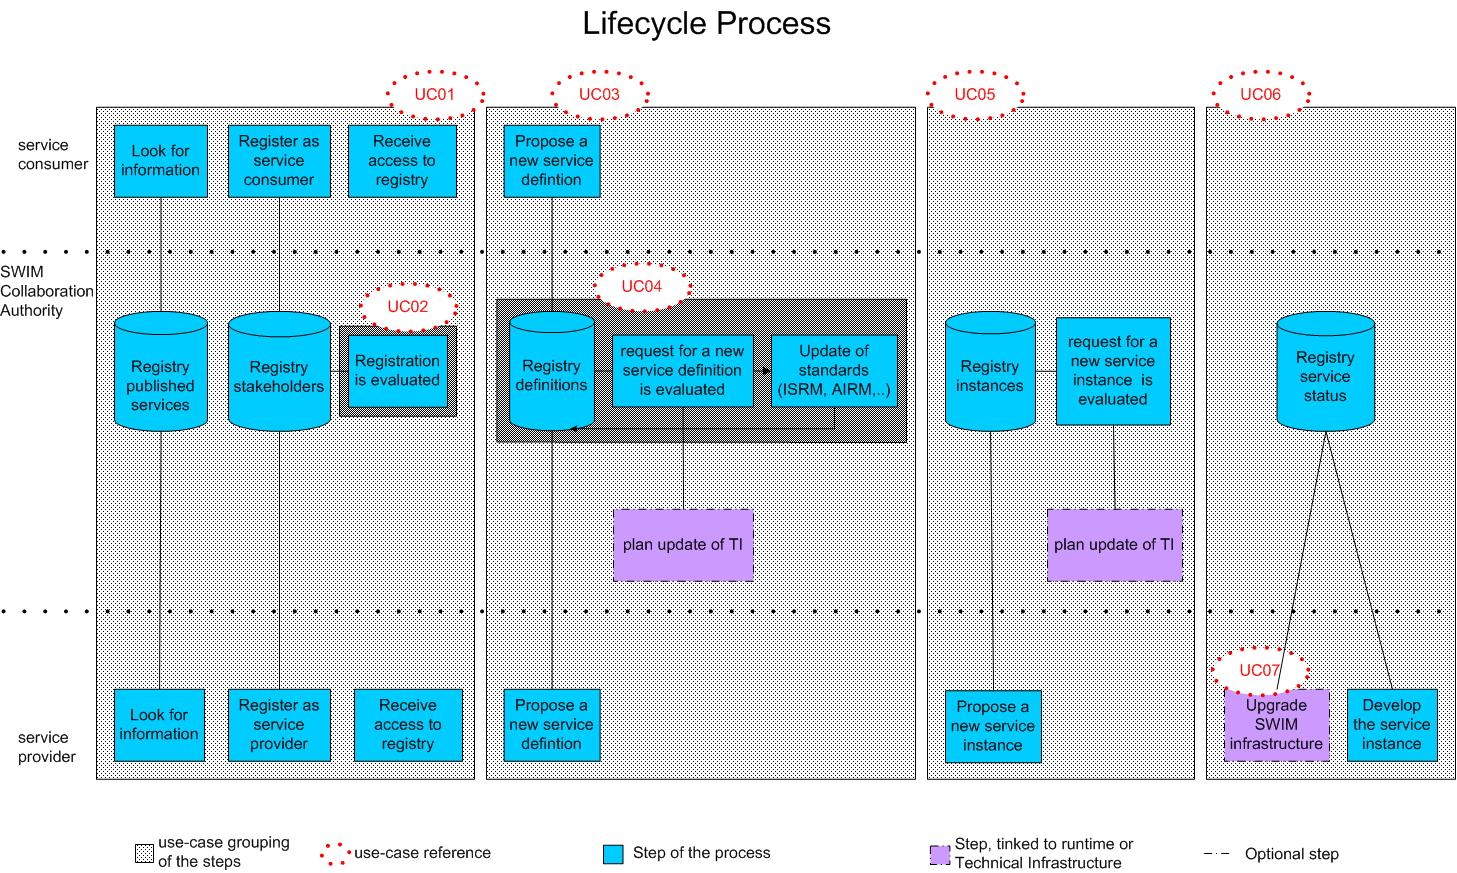 Lifecycle Process
UC01
UC03
UC05
UC06
service
consumer
Look for
information
Register as
service
consumer
Receive
access to
registry
Propose a
new service
defintion
SWIM
Collaboration
Authority
UC02
UC04
Registry
published
services
Registry
stakeholders
Registration
is evaluated
Registry
definitions
request for a new
service definition
is evaluated
Update of
standards
(ISRM, AIRM,..)
Registry
instances
request for a
new service
instance is
evaluated
Registry
service
status
plan update of TI
plan update of TI
service
provider
Look for
information
Register as
service
provider
Receive
access to
registry
Propose a
new service
defintion
Propose a
new service
instance
UC07
Upgrade
SWIM
infrastructure
Develop
the service
instance
use-case grouping
of the steps
use-case reference
Step of the process
Step, tinked to runtime or
Technical Infrastructure
Optional step